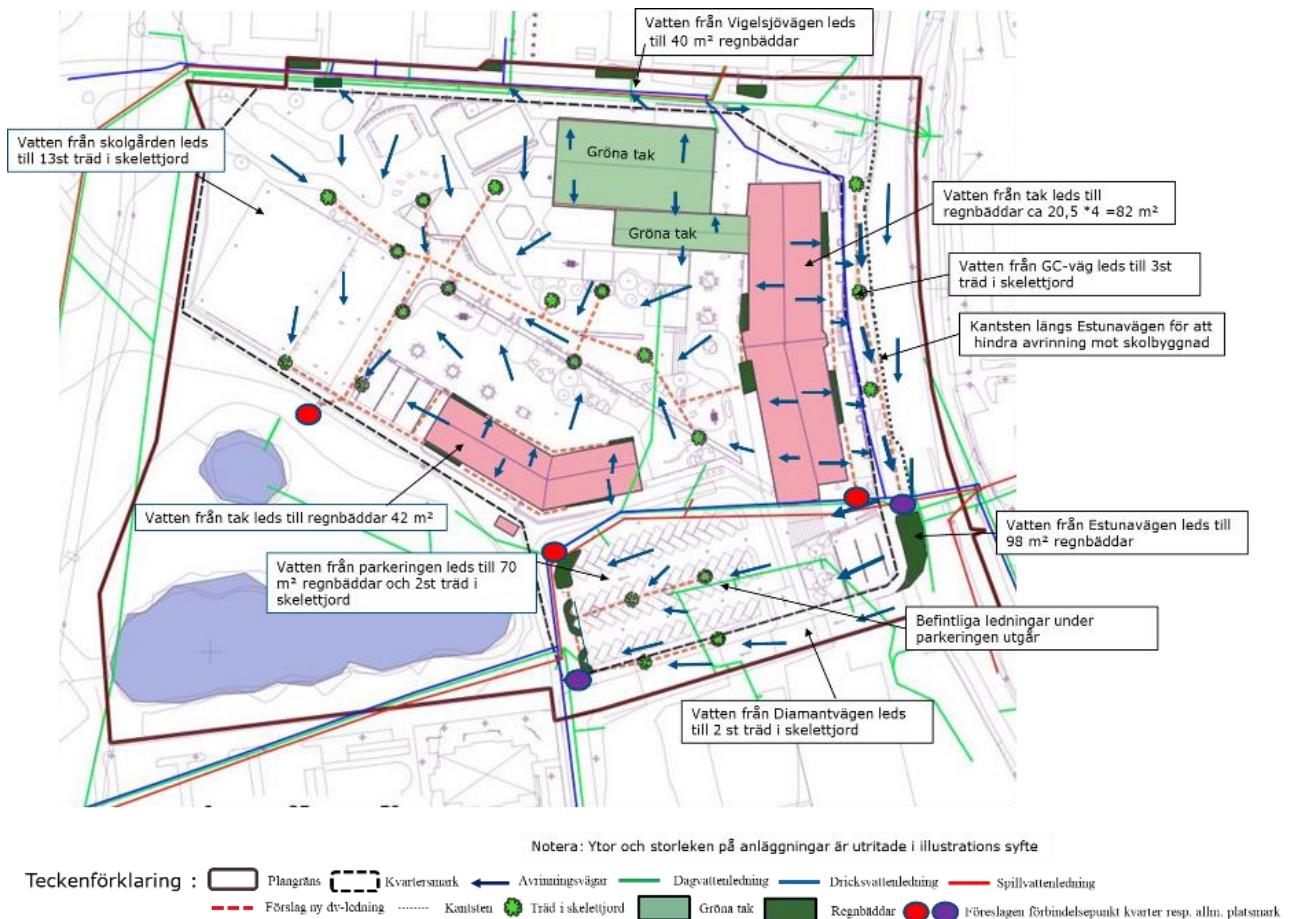 Vatten från Vigelsjövägen leds
till 40 m² regnbäddar
Vatten från skolgården leds
till 13st träd i skelettjord
Gröna tak
Gröna tak
Vatten från tak leds till
regnbäddar ca 20,5 *4 =82 m²
Vatten från GC-väg leds till 3st
träd i skelettjord
Kantsten längs Estunavägen för att
hindra avrinning mot skolbyggnad
Vatten från tak leds till regnbäddar 42 m²
Vatten från Estunavägen leds till
98 m² regnbäddar
Vatten från parkeringen leds till 70
m² regnbäddar och 2st träd i
skelettjord
Befintliga ledningar under
parkeringen utgår
Vatten från Diamantvägen leds
till 2 st träd i skelettjord
Notera: Ytor och storleken på anläggningar är utritade i illustrations syfte
Teckenförklaring : Plangräns Kvartersmark Avrinningsvägar Dagvattenledning Dricksvattenledning Spillvattenledning
Förslag ny dv-ledning Kantsten Träd i skelettjord Gröna tak Regnbäddar Föreslagen förbindelsepunkt kvarter resp. allm. platsmark